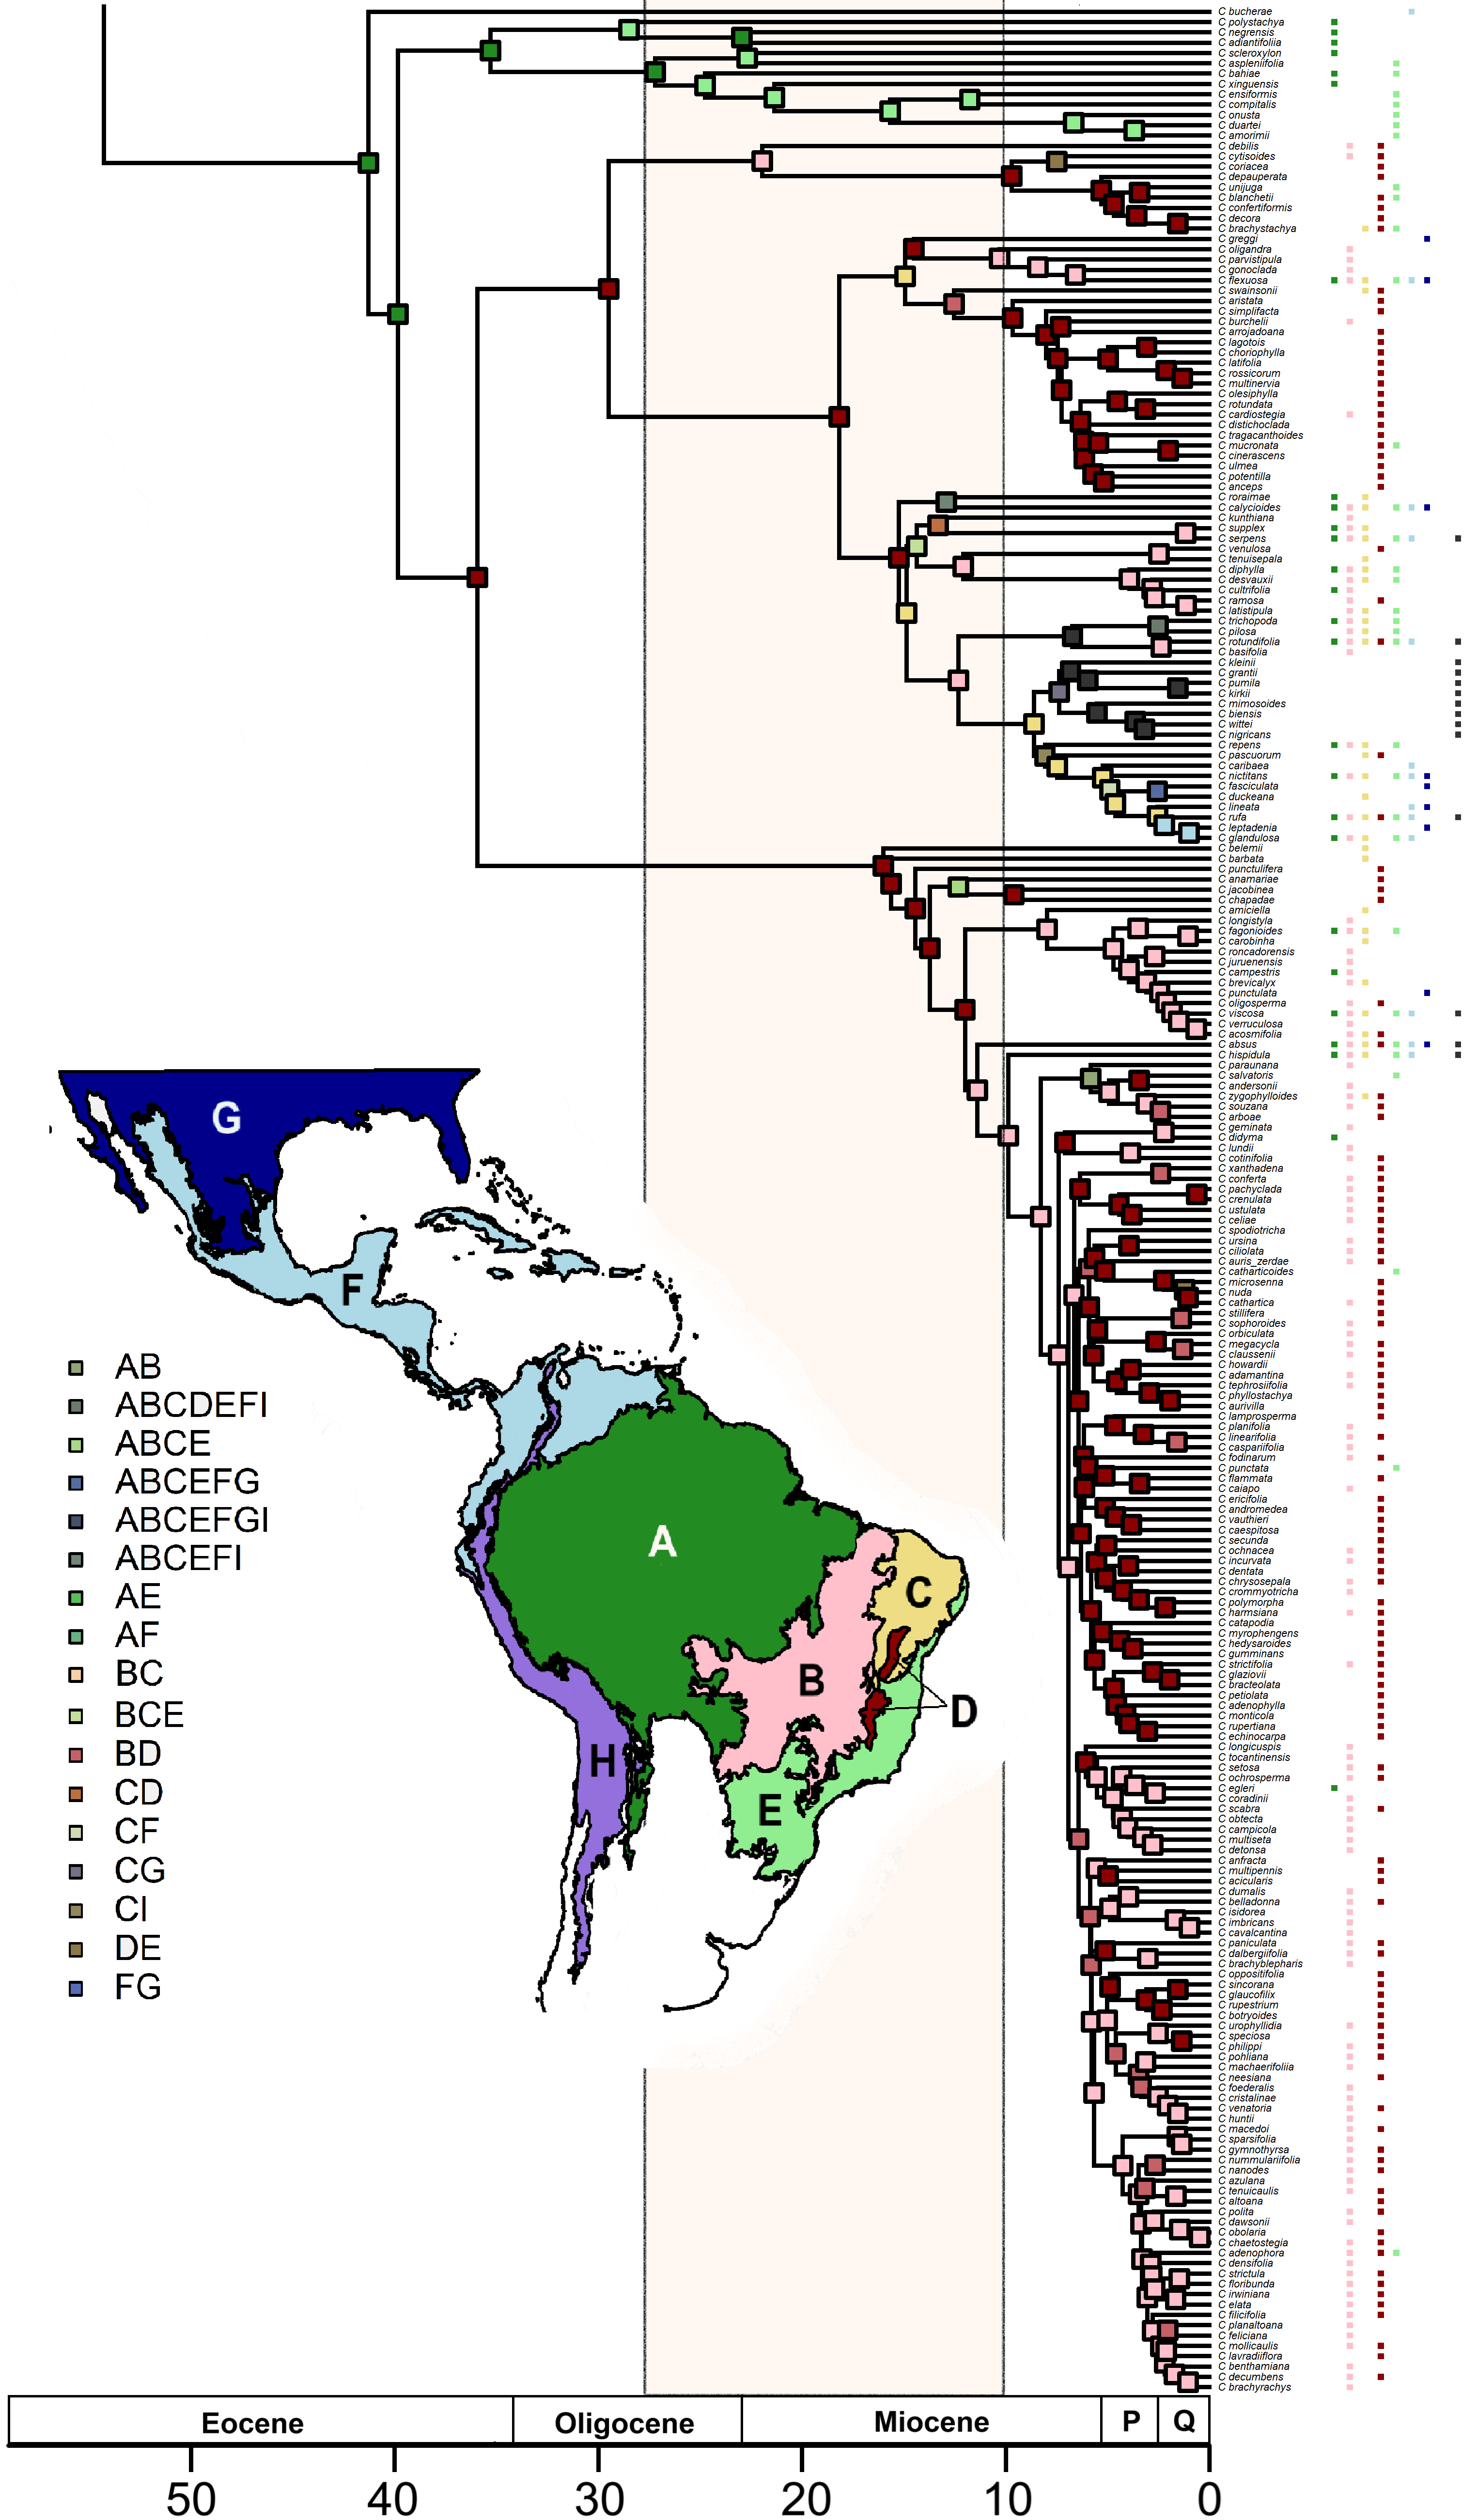 C bucherae
C polystachya
C negrensis
C adiantifoliia
C scleroxylon
C aspleniifolia
C bahiae
C xinguensis
C ensiformis
C compitalis
C onusta
C duartei
C amorimii
C debilis
C cytisoides
C coriacea
C depauperata
C unijuga
C blanchetii
C confertiformis
C decora
C brachystachya
C greggi
C oligandra
C parvistipula
C gonoclada
C flexuosa
C swainsonii
C aristata
C simplifacta
C burchelii
C arrojadoana
C lagotois
C choriophylla
C latifolia
C rossicorum
C multinervia
C olesiphylla
C rotundata
C cardiostegia
C distichoclada
C tragacanthoides
C mucronata
C cinerascens
C ulmea
C potentilla
C anceps
C roraimae
C calycioides
C kunthiana
C supplex
C serpens
C venulosa
C tenuisepala
C diphylla
C desvauxii
C cultrifolia
C ramosa
C latistipula
C trichopoda
C pilosa
C rotundifolia
C basifolia
C kleinii
C grantii
C pumila
C kirkii
C mimosoides
C biensis
C wittei
C nigricans
C repens
C pascuorum
C caribaea
C nictitans
C fasciculata
C duckeana
C lineata
C rufa
C leptadenia
C glandulosa
C belemii
C barbata
C punctulifera
C anamariae
C jacobinea
C chapadae
C amiciella
C longistyla
C fagonioides
C carobinha
C roncadorensis
C juruenensis
C campestris
C brevicalyx
C punctulata
C oligosperma
C viscosa
C verruculosa
C acosmifolia
C absus
C hispidula
C paraunana
C salvatoris
C andersonii
C zygophylloides
C souzana
C arboae
C geminata
C didyma
C lundii
C cotinifolia
C xanthadena
C conferta
C pachyclada
C crenulata
C ustulata
C celiae
C spodiotricha
C ursina
C ciliolata
C auris_zerdae
C catharticoides
C microsenna
C nuda
C cathartica
C stillifera
C sophoroides
C orbiculata
C megacycla
C claussenii
C howardii
C adamantina
C tephrosiifolia
C phyllostachya
C aurivilla
C lamprosperma
C planifolia
C linearifolia
C caspariifolia
C fodinarum
C punctata
C flammata
C caiapo
C ericifolia
C andromedea
C vauthieri
C caespitosa
C secunda
C ochnacea
C incurvata
C dentata
C chrysosepala
C crommyotricha
C polymorpha
C harmsiana
C catapodia
C myrophengens
C hedysaroides
C gumminans
C strictifolia
C glaziovii
C bracteolata
C petiolata
C adenophylla
C monticola
C rupertiana
C echinocarpa
C longicuspis
C tocantinensis
C setosa
C ochrosperma
C egleri
C coradinii
C scabra
C obtecta
C campicola
C multiseta
C detonsa
C anfracta
C multipennis
C acicularis
C dumalis
C belladonna
C isidorea
C imbricans
C cavalcantina
C paniculata
C dalbergiifolia
C brachyblepharis
C oppositifolia
C sincorana
C glaucofilix
C rupestrium
C botryoides
C urophyllidia
C speciosa
C philippi
C pohliana
C machaerifoliia
C neesiana
C foederalis
C cristalinae
C venatoria
C huntii
C macedoi
C sparsifolia
C gymnothyrsa
C nummulariifolia
C nanodes
C azulana
C tenuicaulis
C altoana
C polita
C dawsonii
C obolaria
C chaetostegia
C adenophora
C densifolia
C strictula
C floribunda
C irwiniana
C elata
C filicifolia
C planaltoana
C feliciana
C mollicaulis
C lavradiiflora
C benthamiana
C decumbens
C brachyrachys
G
F
A
C
B
D
H
E
AB
ABCDEFI
ABCE
ABCEFG
ABCEFGI
ABCEFI
AE
AF
BC
BCE
BD
CD
CF
CG
CI
DE
FG
Eocene Oligocene Miocene P Q
50 40 30 20 10 0